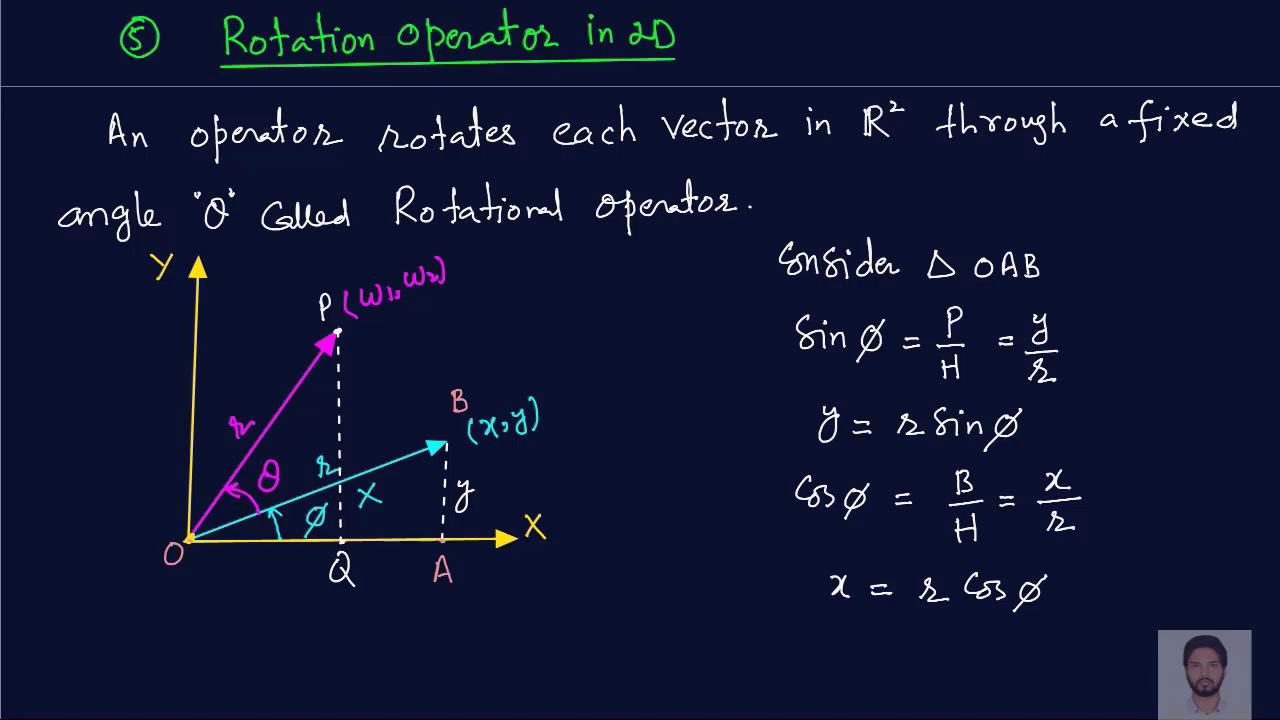 ⑤ Rotation operator in 2D
An operator rotates each vector in R² through a fixed
angle "θ" Called Rotational operator.
Y
P (w₁, w₂)
r
θ
r
x
ϕ
B
(x, y)
y
X
O
Q
A
Consider Δ OAB
Sin ϕ = P/H = y/r
y = r Sin ϕ
Cos ϕ = B/H = x/r
x = r Cos ϕ